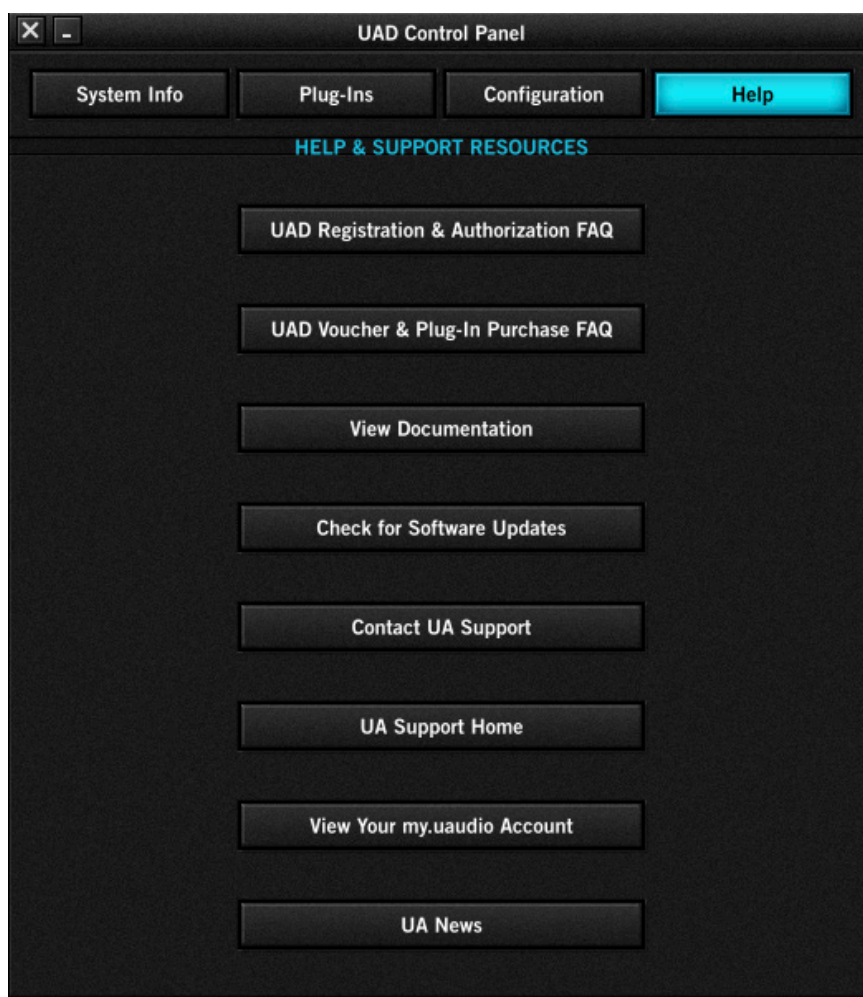 UAD Control Panel
System Info Plug-Ins Configuration Help
HELP & SUPPORT RESOURCES
UAD Registration & Authorization FAQ
UAD Voucher & Plug-In Purchase FAQ
View Documentation
Check for Software Updates
Contact UA Support
UA Support Home
View Your my.uaudio Account
UA News